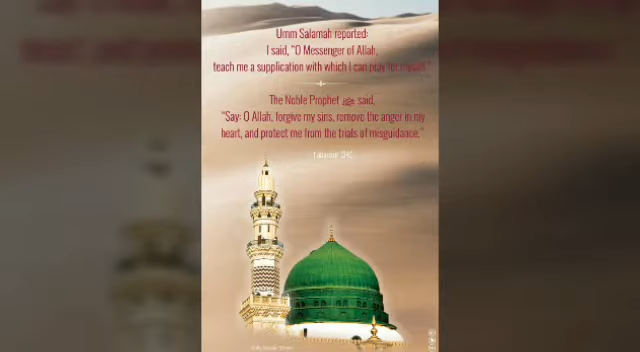 Umm Salamah reported:
I said, "O Messenger of Allah,
teach me a supplication with which I can pray for myself."
The Noble Prophet ﷺ said,
"Say: O Allah, forgive my sins, remove the anger in my
heart, and protect me from the trials of misguidance."